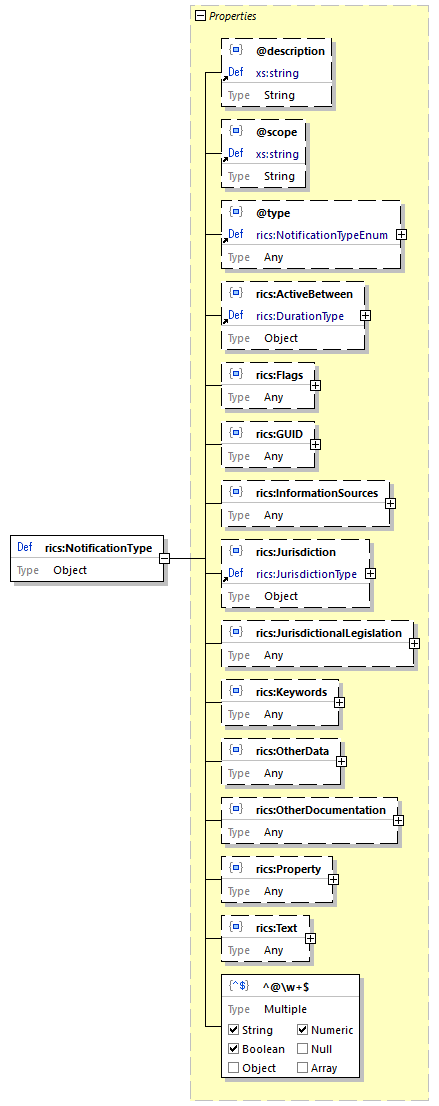 Properties
@description
Def xs:string
Type String
@scope
Def xs:string
Type String
@type
Def rics:NotificationTypeEnum
Type Any
rics:ActiveBetween
Def rics:DurationType
Type Object
rics:Flags
Type Any
rics:GUID
Type Any
rics:InformationSources
Type Any
Def rics:NotificationType
Type Object
rics:Jurisdiction
Def rics:JurisdictionType
Type Object
rics:JurisdictionalLegislation
Type Any
rics:Keywords
Type Any
rics:OtherData
Type Any
rics:OtherDocumentation
Type Any
rics:Property
Type Any
rics:Text
Type Any
{^$} ^@\w+$
Type Multiple
String Numeric
Boolean Null
Object Array